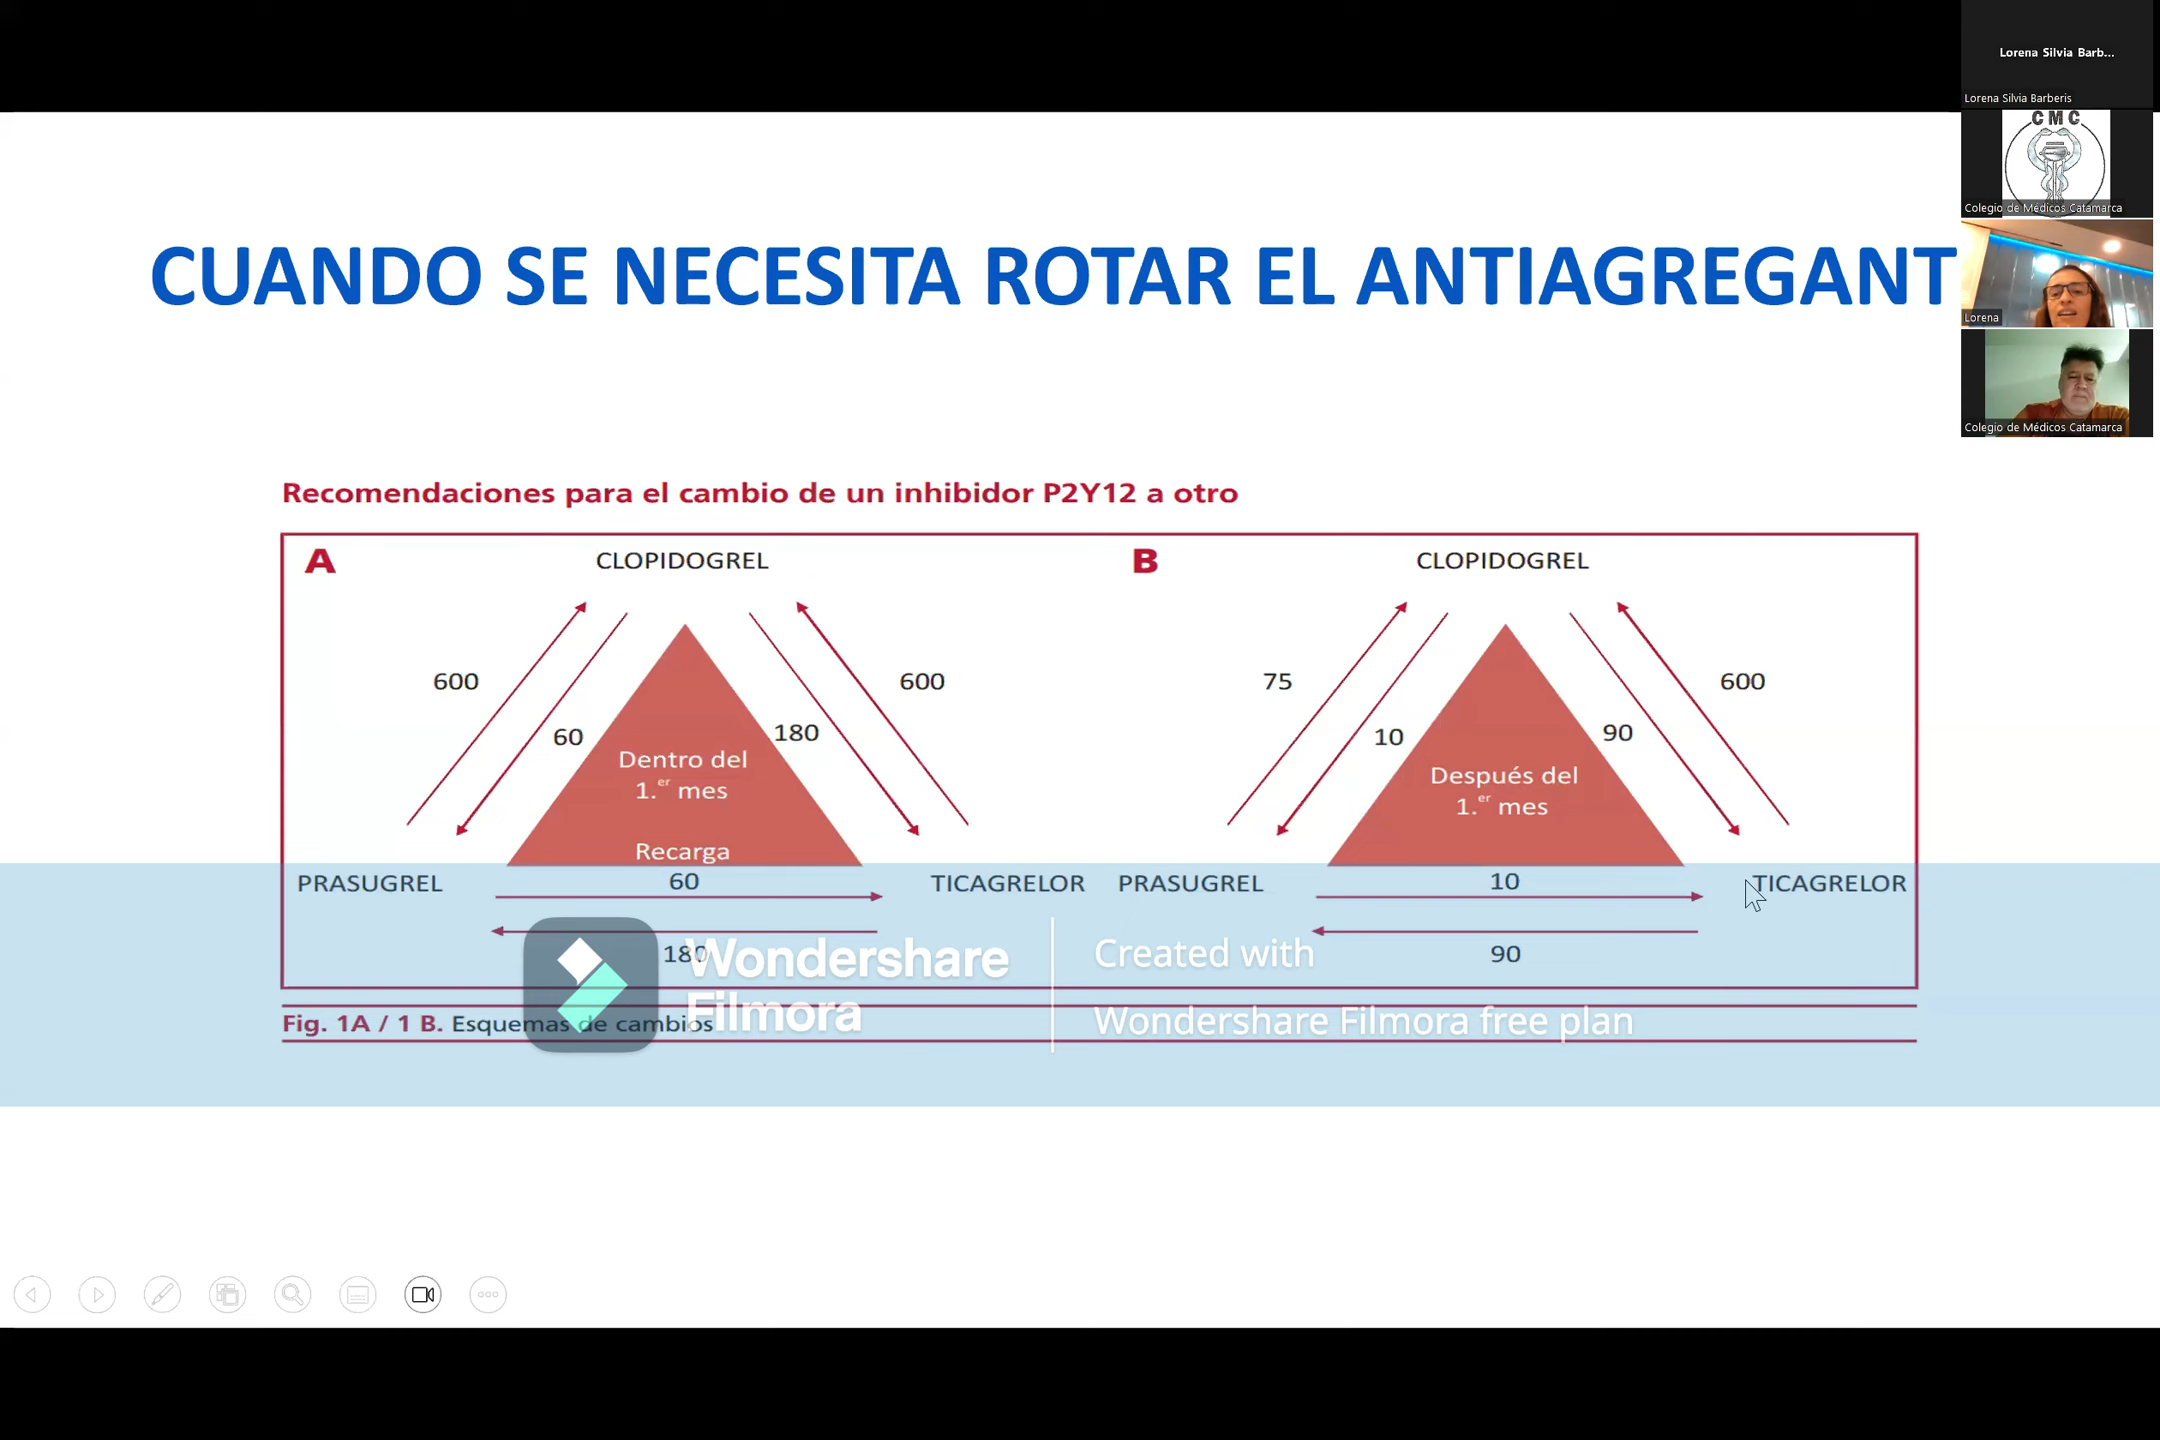 Lorena Silvia Barb...
Lorena Silvia Barberis
CMC
Colegio de Médicos Catamarca
Lorena
Colegio de Médicos Catamarca
CUANDO SE NECESITA ROTAR EL ANTIAGREGANT
Recomendaciones para el cambio de un inhibidor P2Y12 a otro
A
CLOPIDOGREL
600
60
180
600
Dentro del
1.er mes
Recarga
PRASUGREL
60
TICAGRELOR
180
B
CLOPIDOGREL
75
10
90
600
Después del
1.er mes
PRASUGREL
10
TICAGRELOR
90
Fig. 1A / 1 B. Esquemas de cambios
Wondershare
Filmora
Created with
Wondershare Filmora free plan